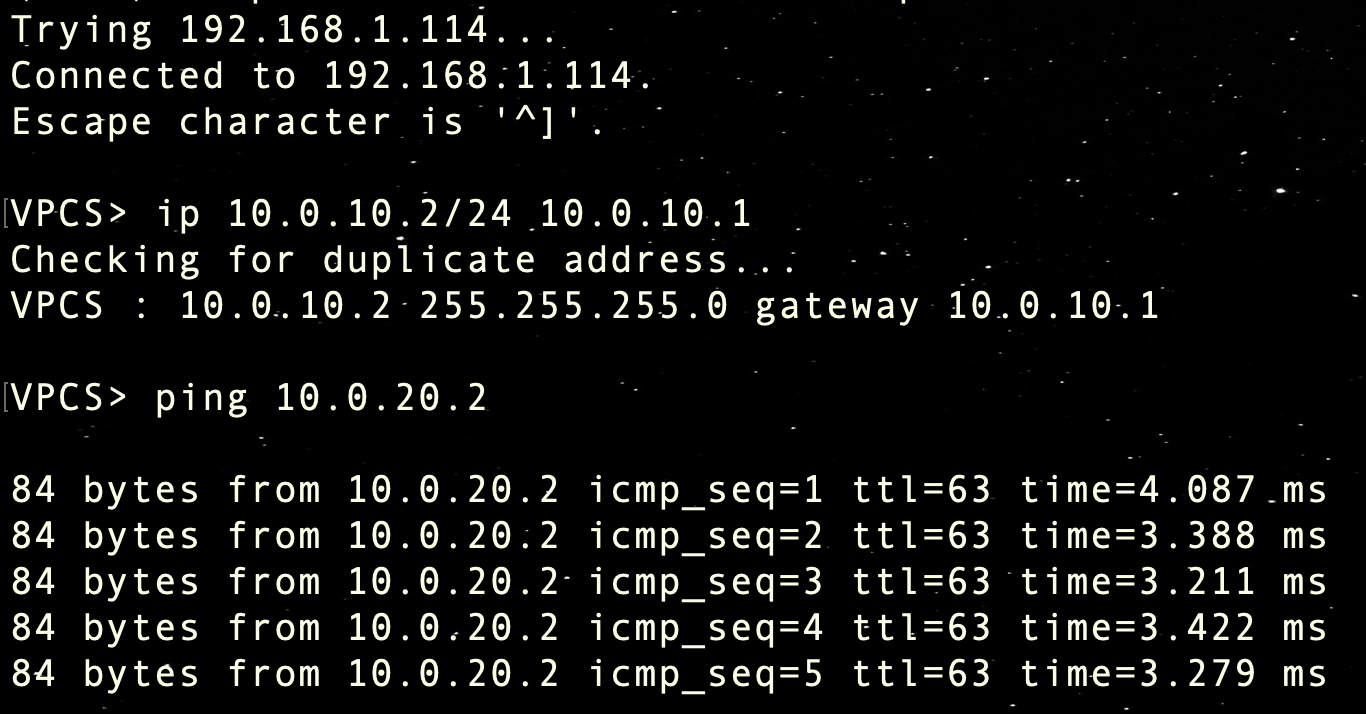 Trying 192.168.1.114...
Connected to 192.168.1.114.
Escape character is '^]'.
[VPCS> ip 10.0.10.2/24 10.0.10.1
Checking for duplicate address...
VPCS : 10.0.10.2 255.255.255.0 gateway 10.0.10.1
[VPCS> ping 10.0.20.2
84 bytes from 10.0.20.2 icmp_seq=1 ttl=63 time=4.087 ms
84 bytes from 10.0.20.2 icmp_seq=2 ttl=63 time=3.388 ms
84 bytes from 10.0.20.2 icmp_seq=3 ttl=63 time=3.211 ms
84 bytes from 10.0.20.2 icmp_seq=4 ttl=63 time=3.422 ms
84 bytes from 10.0.20.2 icmp_seq=5 ttl=63 time=3.279 ms